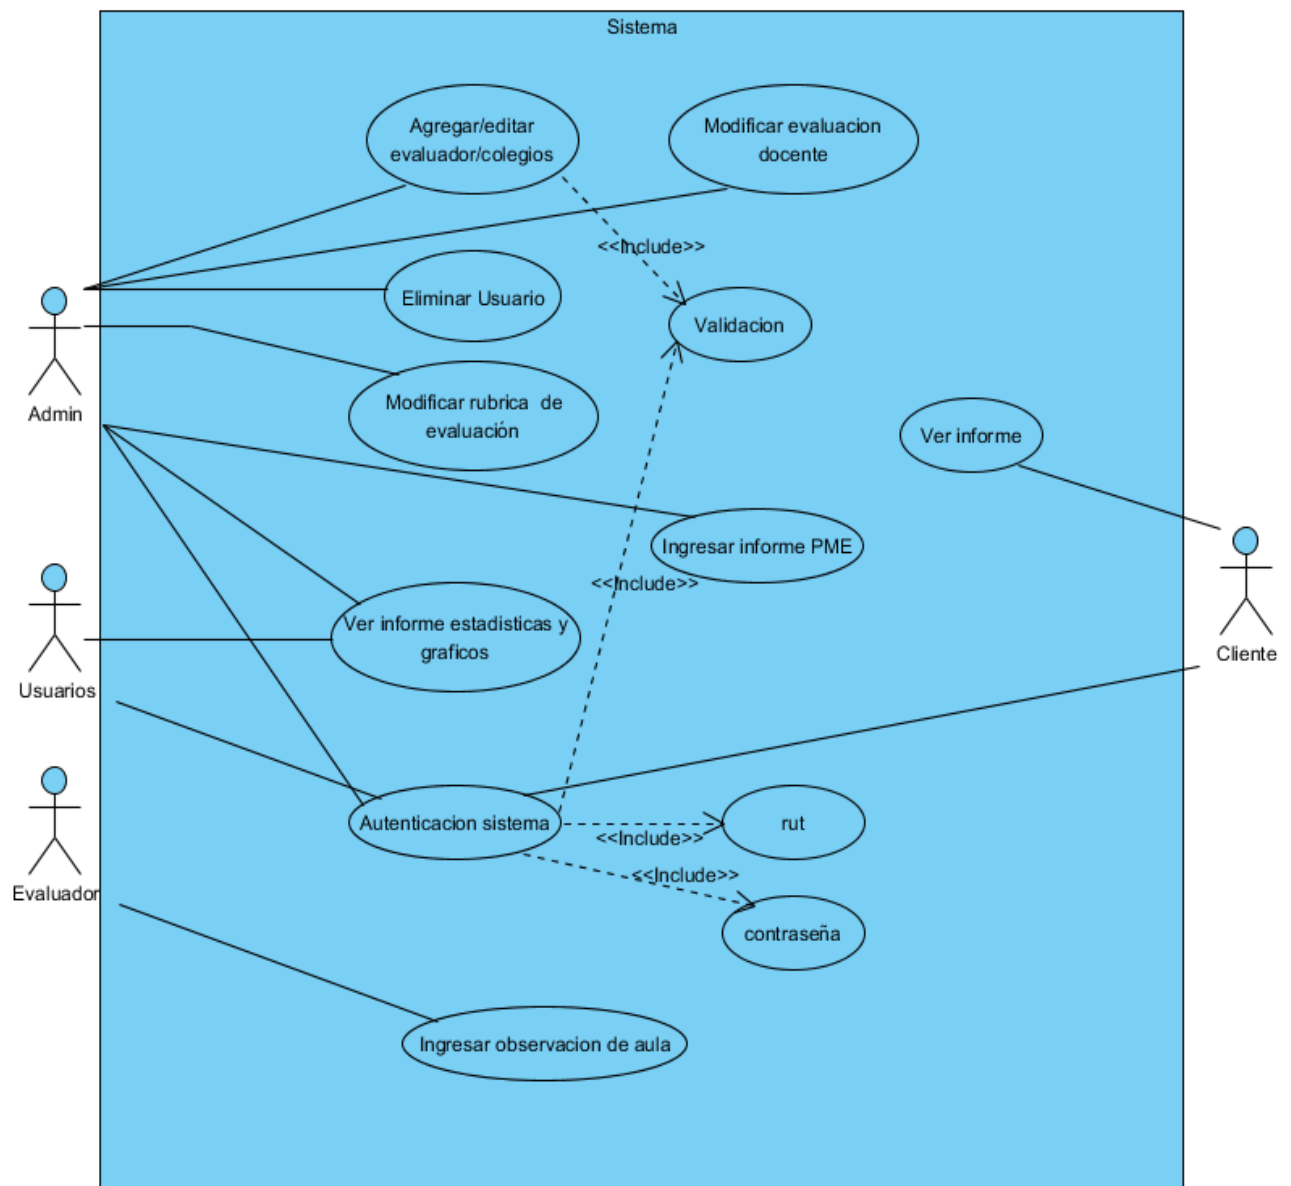 Sistema
Agregar/editar
evaluador/colegios
Modificar evaluacion
docente
<<Include>>
Eliminar Usuario
Validacion
Admin
Modificar rubrica de
evaluación
Ver informe
Ingresar informe PME
<<Include>>
Ver informe estadisticas y
graficos
Usuarios
Cliente
Autenticacion sistema
<<Include>>
rut
<<Include>>
Evaluador
contraseña
Ingresar observacion de aula